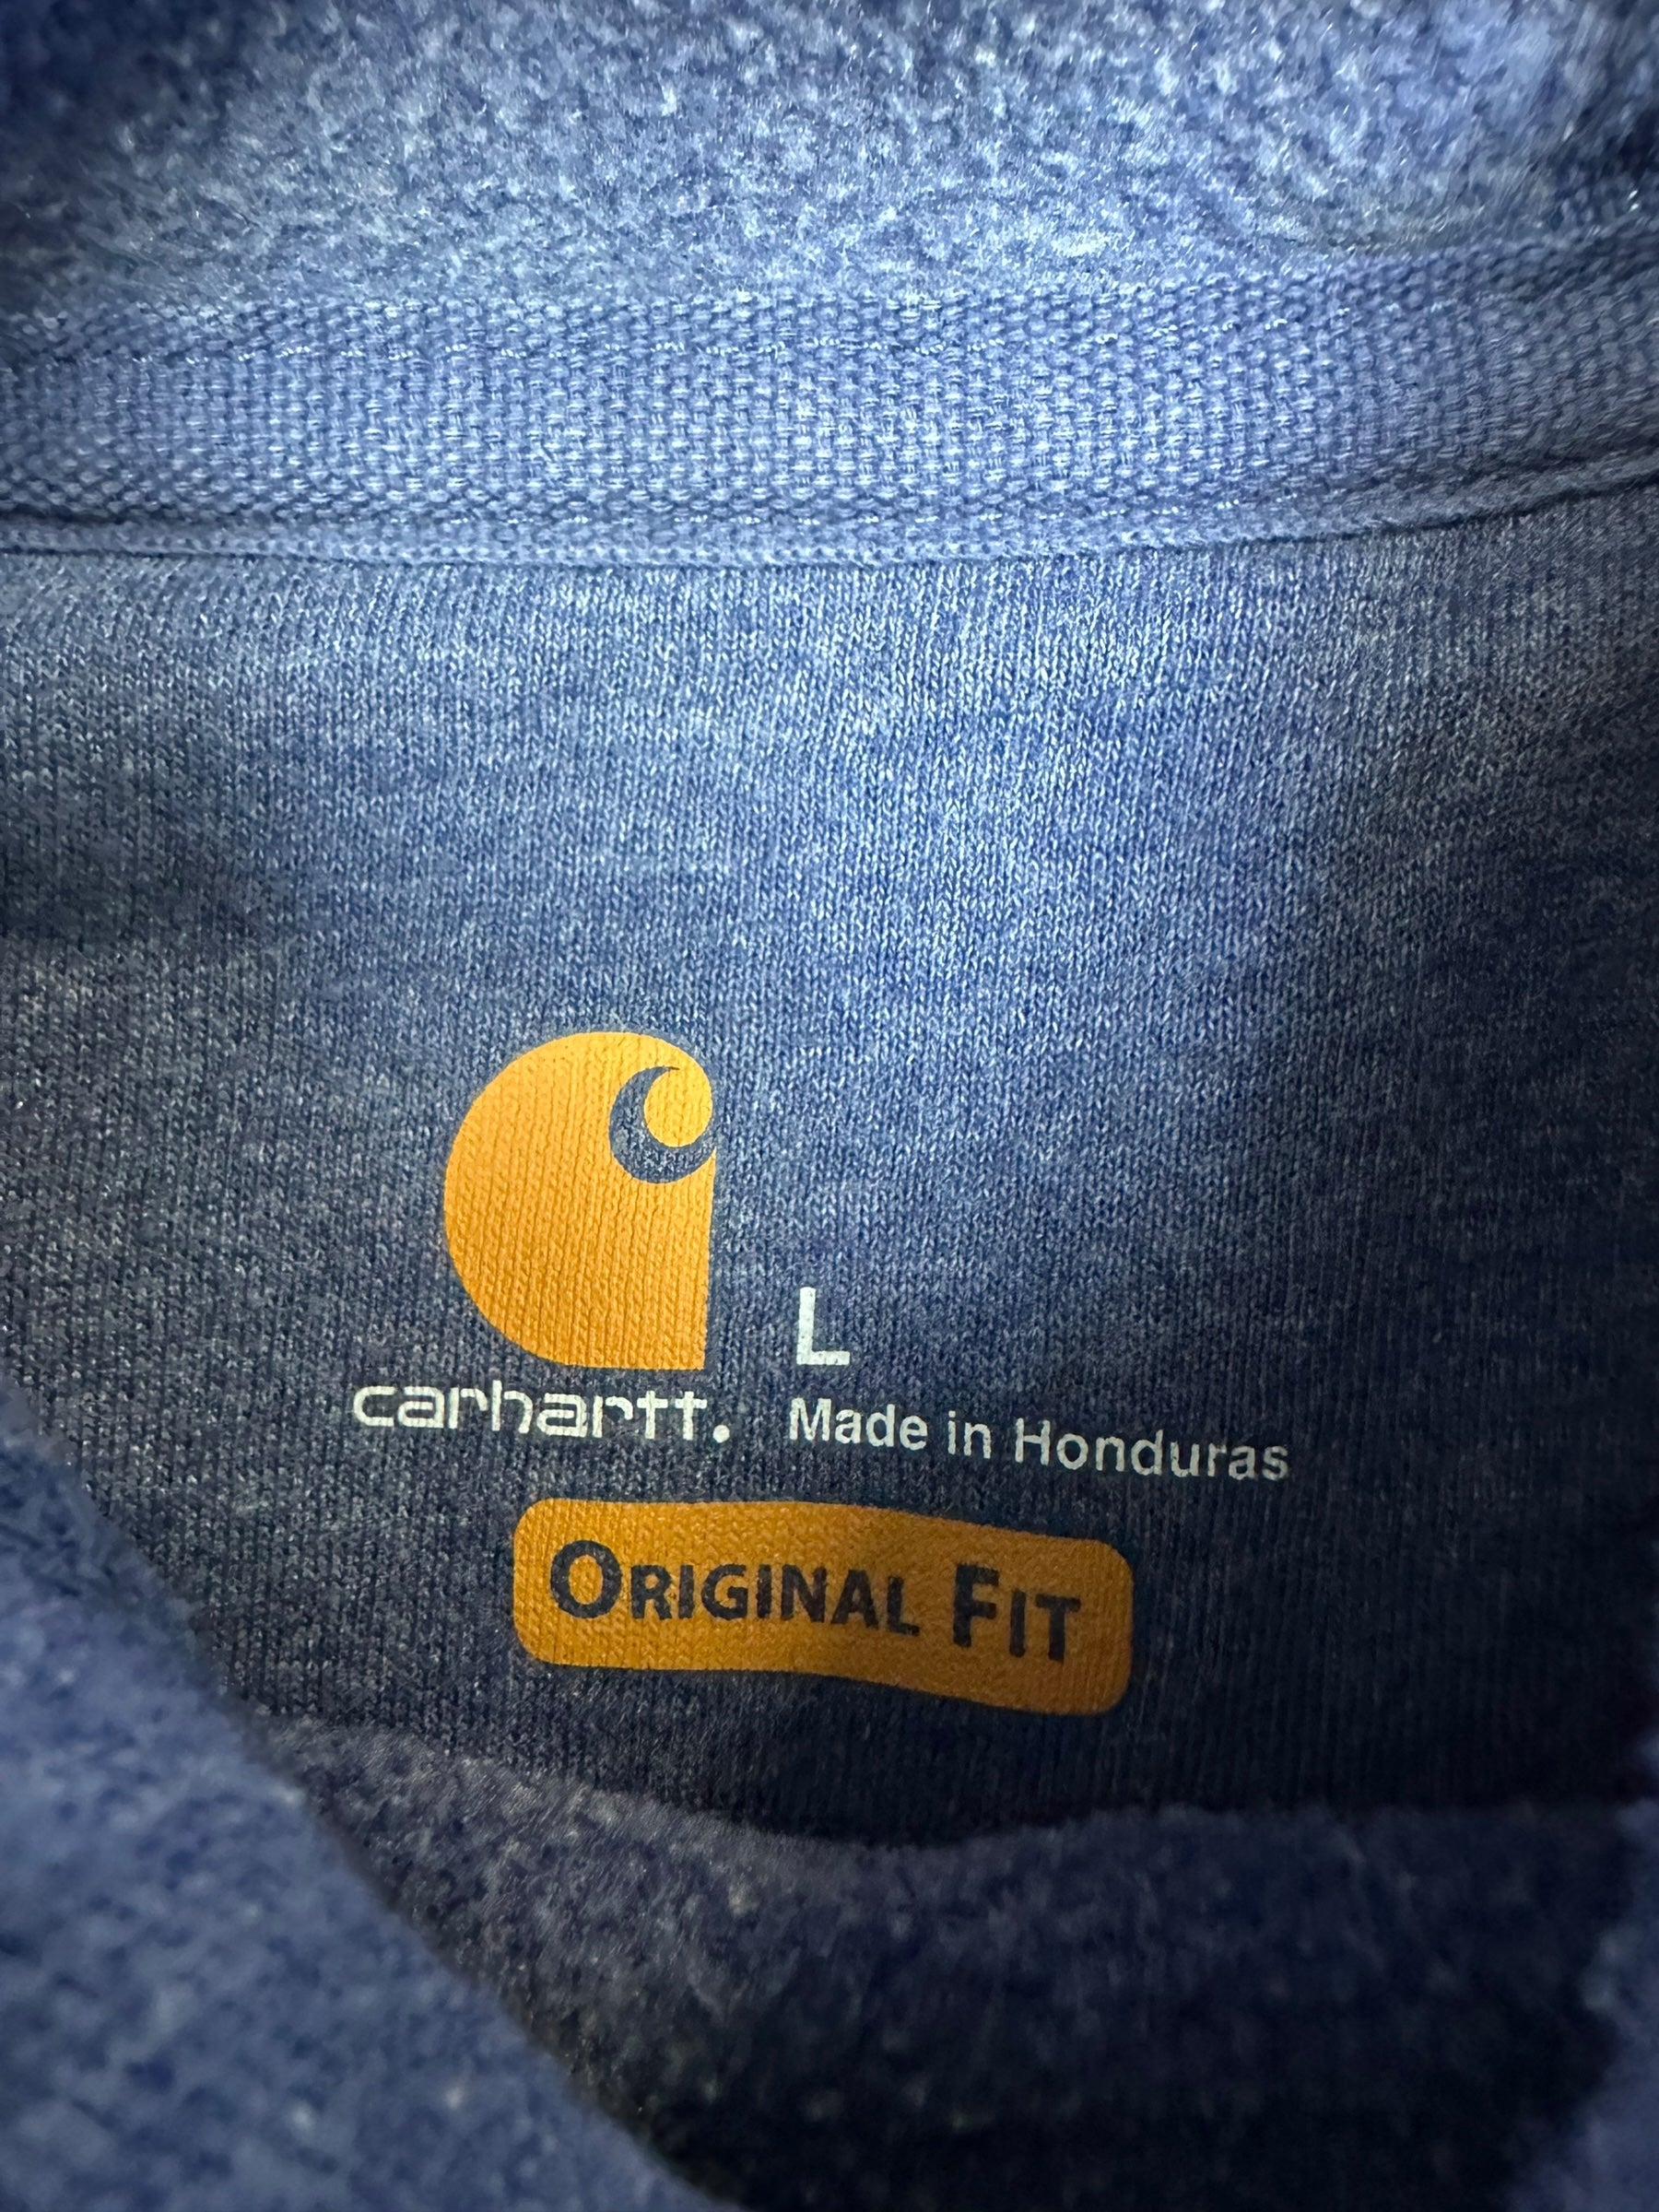 L
carhartt. Made in Honduras
ORIGINAL FIT